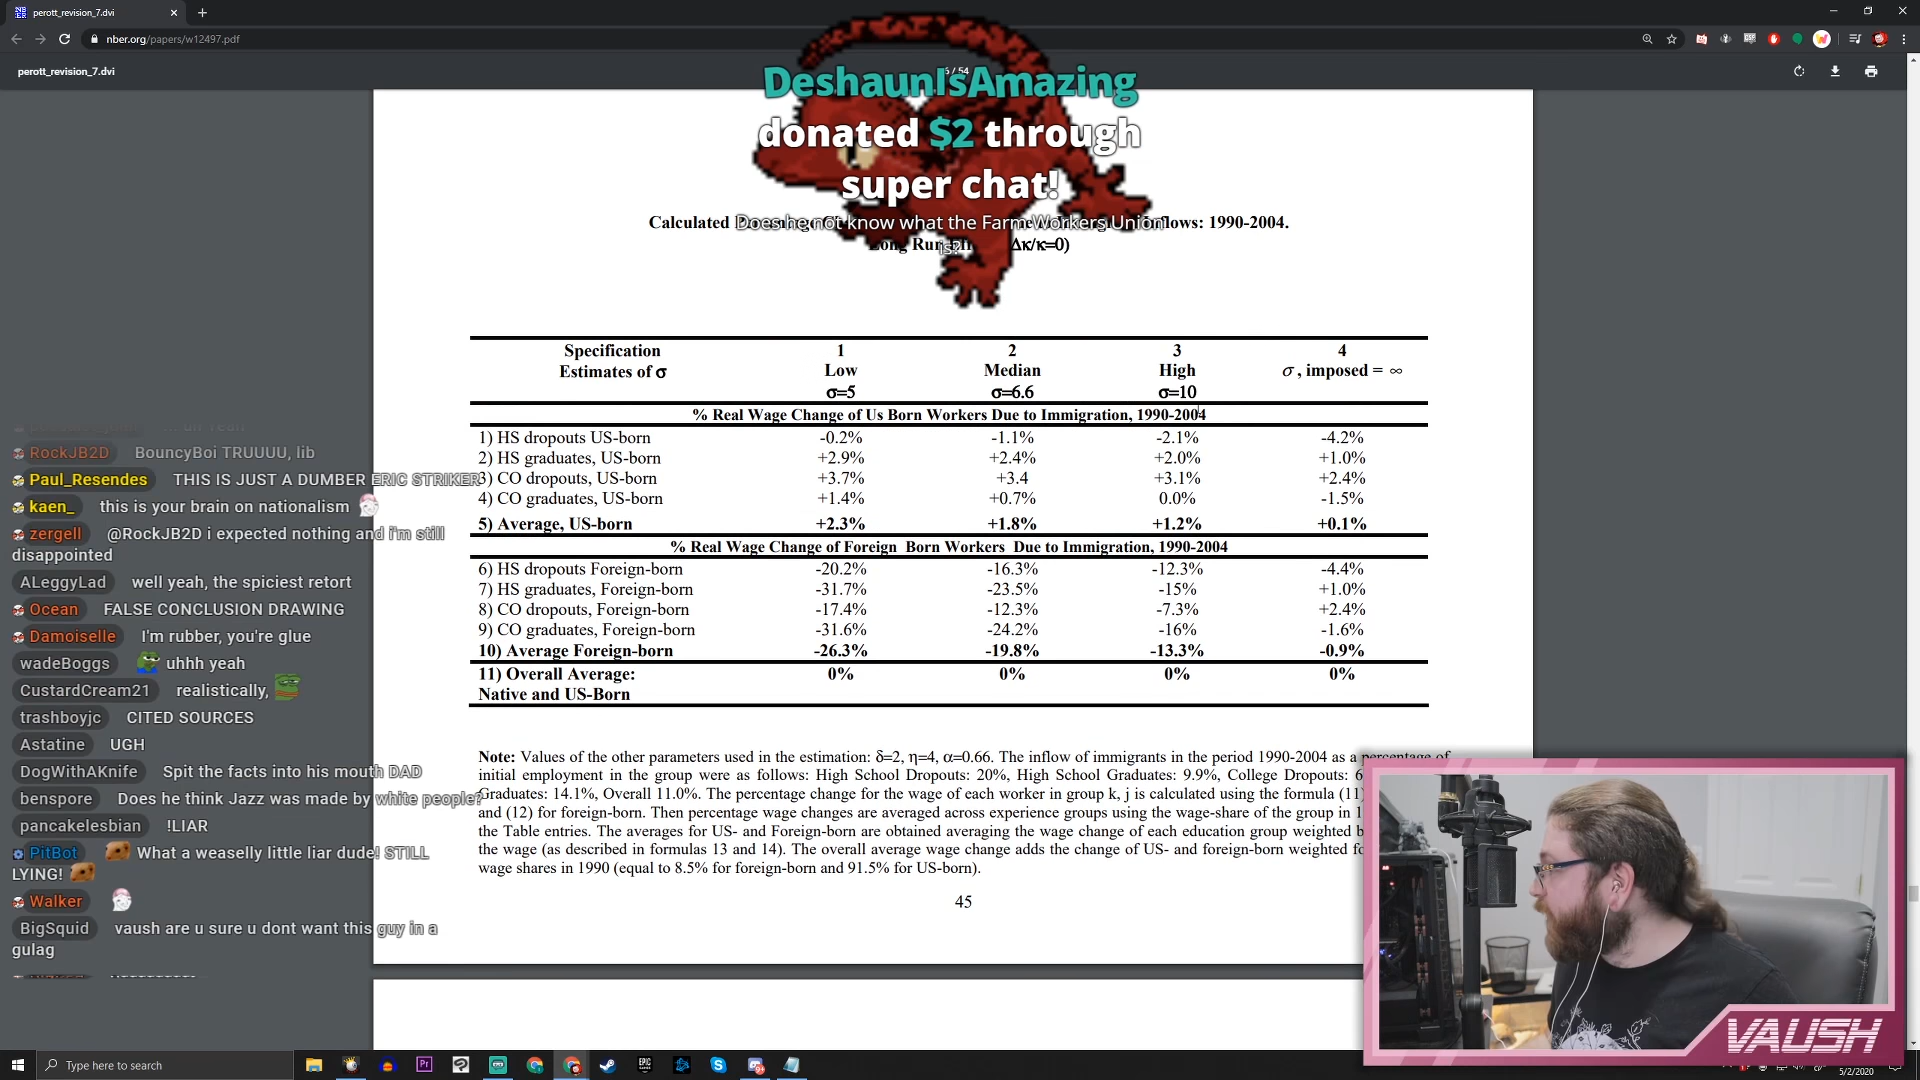 perott_revision_7.dvi
nber.org/papers/w12497.pdf
perott_revision_7.dvi
/ 54
DeshaunIsAmazing
donated $2 through
super chat!
Does he not know what the Farm Workers Union
is?
Calculated
flows: 1990-2004.
Long Run
Δκ/κ=0)
Specification 1 2 3 4
Estimates of σ Low Median High σ , imposed = ∞
σ=5 σ=6.6 σ=10
% Real Wage Change of Us Born Workers Due to Immigration, 1990-2004
1) HS dropouts US-born -0.2% -1.1% -2.1% -4.2%
2) HS graduates, US-born +2.9% +2.4% +2.0% +1.0%
3) CO dropouts, US-born +3.7% +3.4 +3.1% +2.4%
4) CO graduates, US-born +1.4% +0.7% 0.0% -1.5%
5) Average, US-born +2.3% +1.8% +1.2% +0.1%
% Real Wage Change of Foreign Born Workers Due to Immigration, 1990-2004
6) HS dropouts Foreign-born -20.2% -16.3% -12.3% -4.4%
7) HS graduates, Foreign-born -31.7% -23.5% -15% +1.0%
8) CO dropouts, Foreign-born -17.4% -12.3% -7.3% +2.4%
9) CO graduates, Foreign-born -31.6% -24.2% -16% -1.6%
10) Average Foreign-born -26.3% -19.8% -13.3% -0.9%
11) Overall Average: 0% 0% 0% 0%
Native and US-Born
Note: Values of the other parameters used in the estimation: δ=2, η=4, α=0.66. The inflow of immigrants in the period 1990-2004 as a percentage of
initial employment in the group were as follows: High School Dropouts: 20%, High School Graduates: 9.9%, College Dropouts: 6
Graduates: 14.1%, Overall 11.0%. The percentage change for the wage of each worker in group k, j is calculated using the formula (11)
and (12) for foreign-born. Then percentage wage changes are averaged across experience groups using the wage-share of the group in 1
the Table entries. The averages for US- and Foreign-born are obtained averaging the wage change of each education group weighted b
the wage (as described in formulas 13 and 14). The overall average wage change adds the change of US- and foreign-born weighted fo
wage shares in 1990 (equal to 8.5% for foreign-born and 91.5% for US-born).
45
RockJB2D BouncyBoi TRUUUU, lib
Paul_Resendes THIS IS JUST A DUMBER ERIC STRIKER
kaen_ this is your brain on nationalism
zergell @RockJB2D i expected nothing and i'm still
disappointed
ALeggyLad well yeah, the spiciest retort
Ocean FALSE CONCLUSION DRAWING
Damoiselle I'm rubber, you're glue
wadeBoggs uhhh yeah
CustardCream21 realistically,
trashboyjc CITED SOURCES
Astatine UGH
DogWithAKnife Spit the facts into his mouth DAD
benspore Does he think Jazz was made by white people?
pancakelesbian !LIAR
PitBot What a weaselly little liar dude! STILL
LYING!
Walker
BigSquid vaush are u sure u dont want this guy in a
gulag
VAUSH
Type here to search
5/2/2020